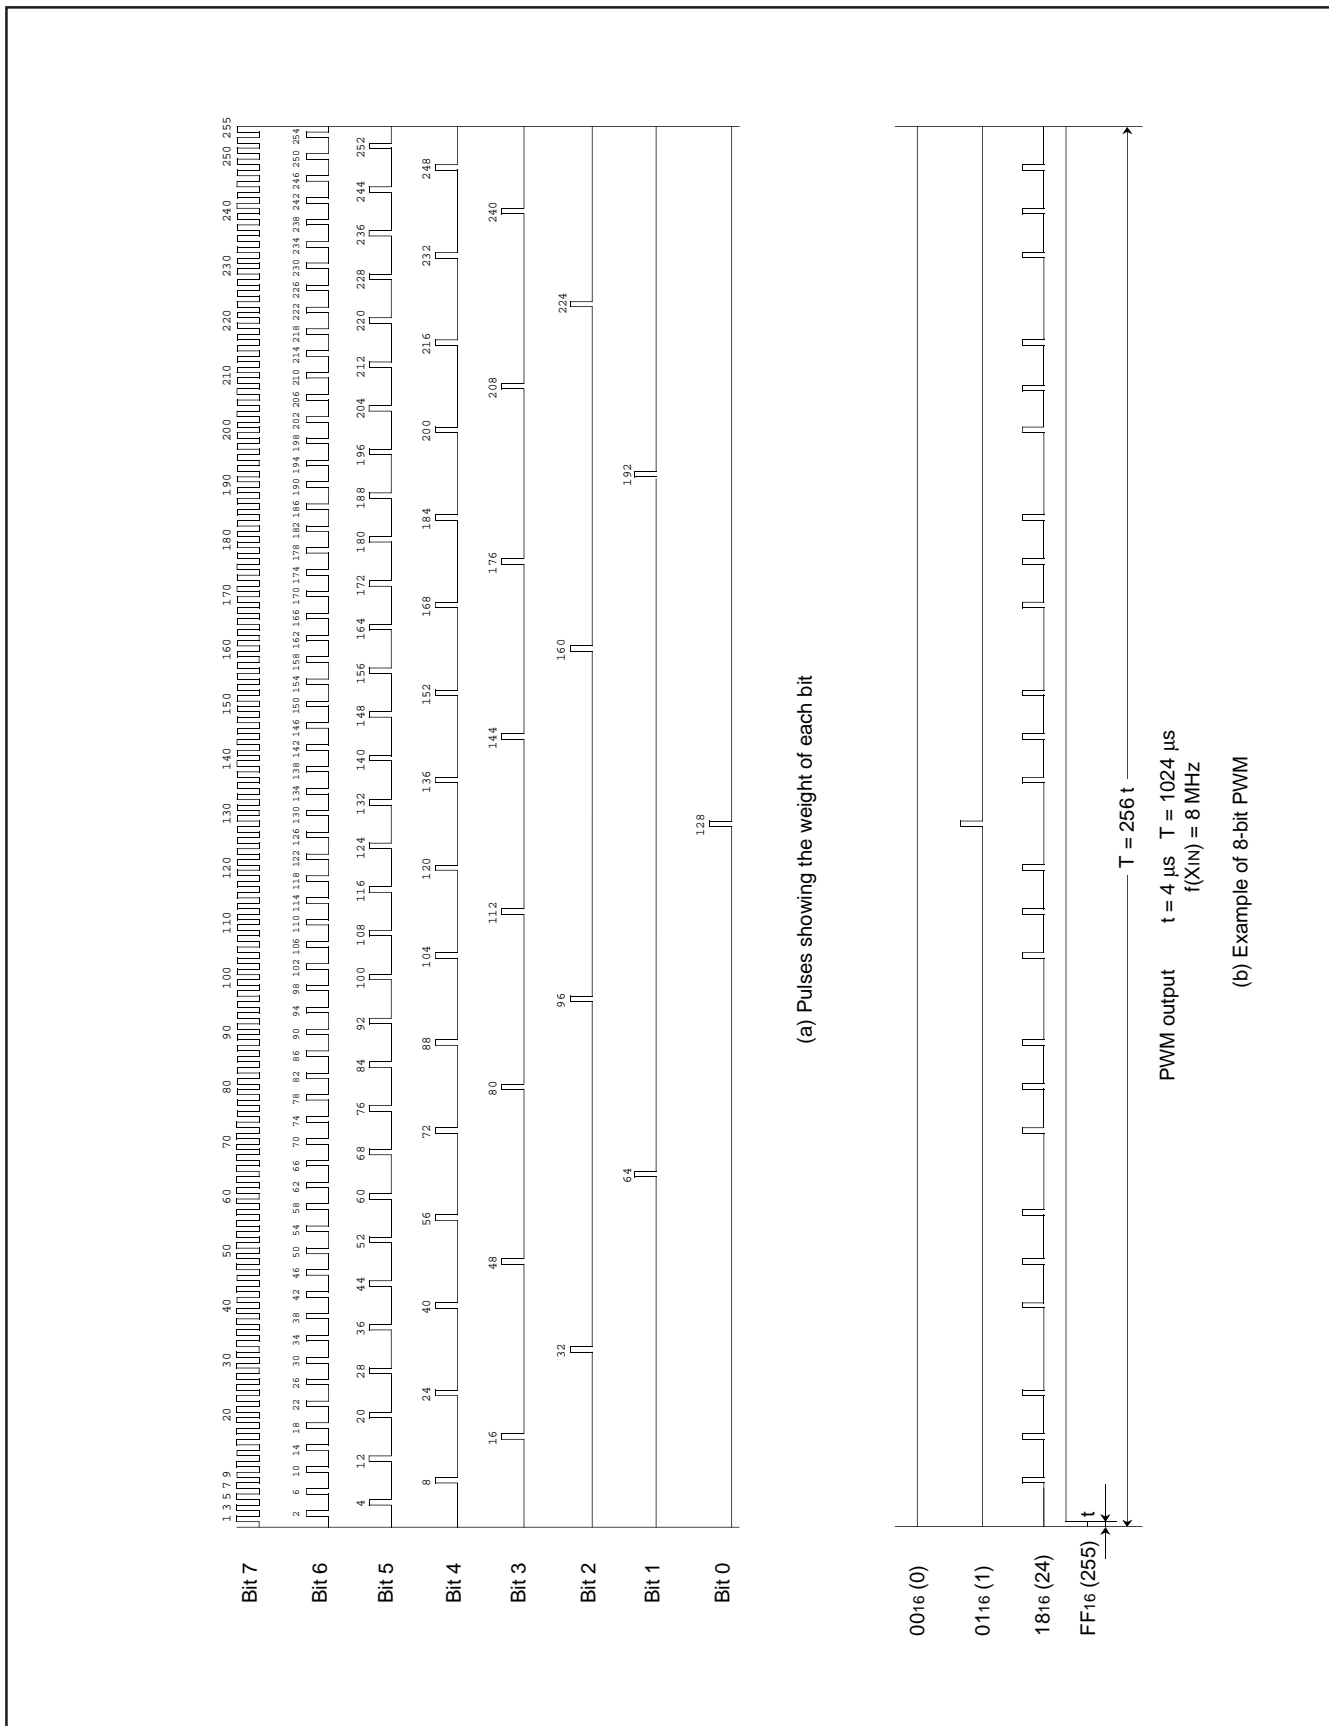 Bit 7
1 3 5 7 9 20 30 40 50 60 70 80 90 100 110 120 130 140 150 160 170 180 190 200 210 220 230 240 250 255
Bit 6
2 6 10 14 18 22 26 30 34 38 42 46 50 54 58 62 66 70 74 78 82 86 90 94 98 102 106 110 114 118 122 126 130 134 138 142 146 150 154 158 162 166 170 174 178 182 186 190 194 198 202 206 210 214 218 222 226 230 234 238 242 246 250 254
Bit 5
4 12 20 28 36 44 52 60 68 76 84 92 100 108 116 124 132 140 148 156 164 172 180 188 196 204 212 220 228 236 244 252
Bit 4
8 24 40 56 72 88 104 120 136 152 168 184 200 216 232 248
Bit 3
16 48 80 112 144 176 208 240
Bit 2
32 96 160 224
Bit 1
64 192
Bit 0
128
(a) Pulses showing the weight of each bit
0016 (0)
0116 (1)
1816 (24)
FF16 (255)
t
T = 256 t
PWM output
t = 4 µs T = 1024 µs
f(XIN) = 8 MHz
(b) Example of 8-bit PWM